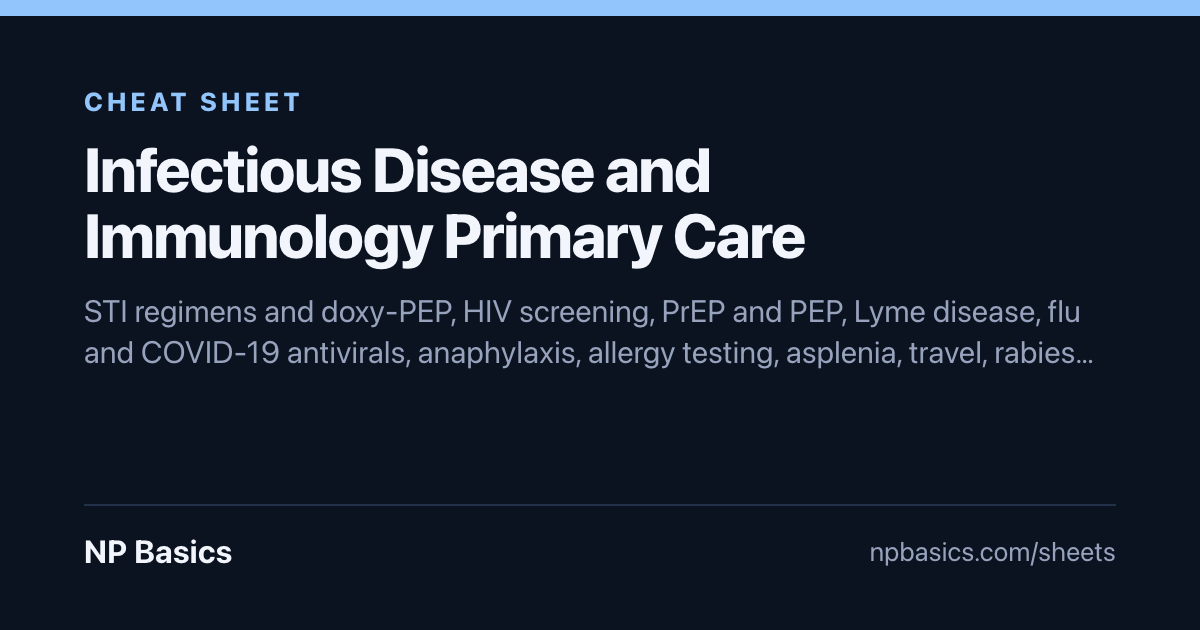 CHEAT SHEET
Infectious Disease and
Immunology Primary Care
STI regimens and doxy-PEP, HIV screening, PrEP and PEP, Lyme disease, flu
and COVID-19 antivirals, anaphylaxis, allergy testing, asplenia, travel, rabies...
NP Basics
npbasics.com/sheets